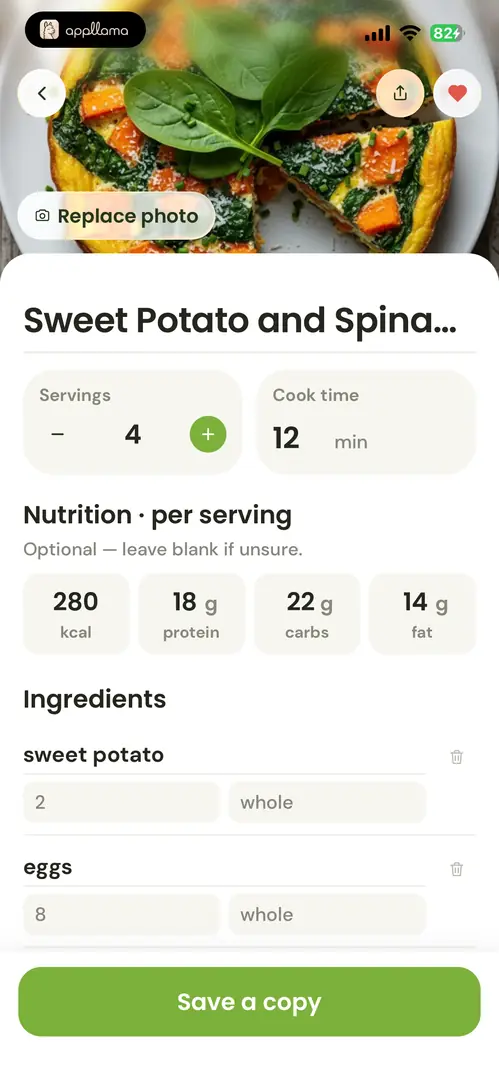 appllama
82
Replace photo
Sweet Potato and Spina...
Servings
Cook time
− 4 +
12 min
Nutrition · per serving
Optional — leave blank if unsure.
280 18 g 22 g 14 g
kcal protein carbs fat
Ingredients
sweet potato
2 whole
eggs
8 whole
Save a copy